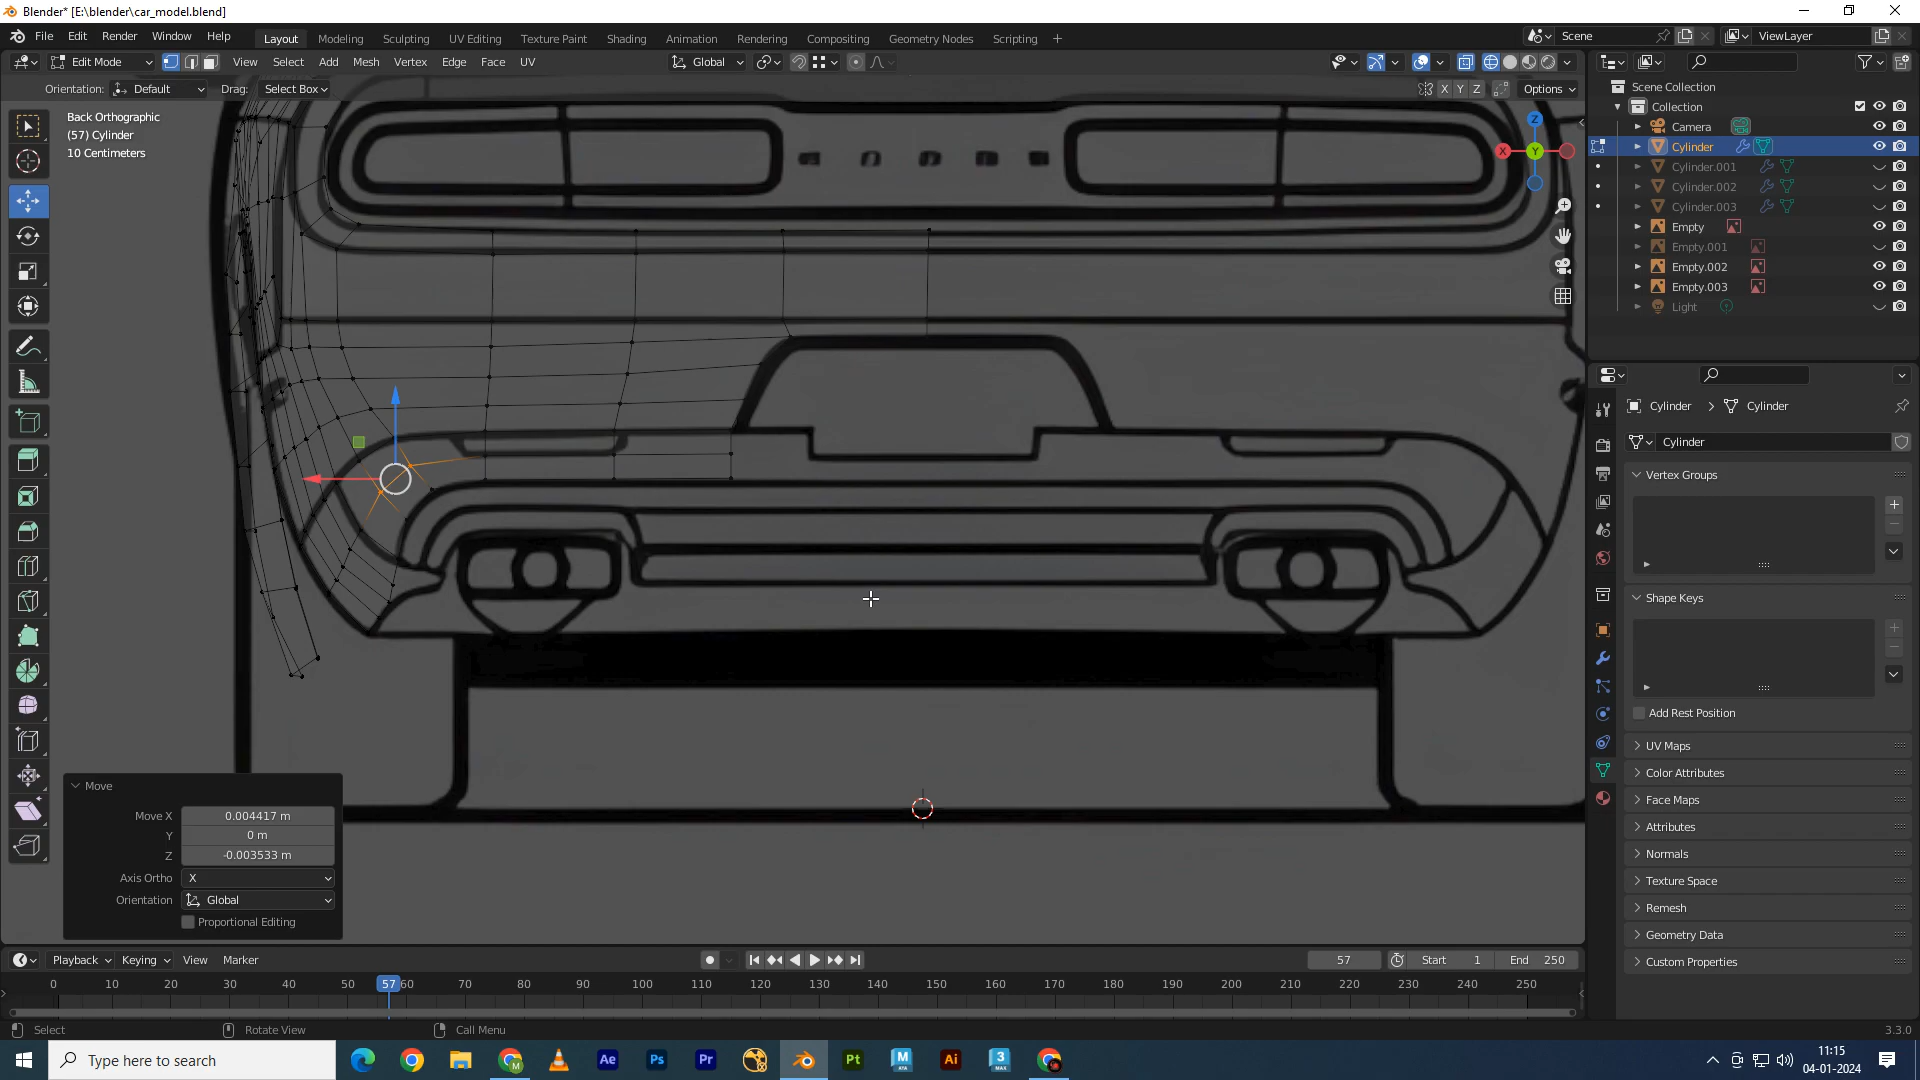 Blender* [E:\blender\car_model.blend]
File Edit Render Window Help Layout Modeling Sculpting UV Editing Texture Paint Shading Animation Rendering Compositing Geometry Nodes Scripting + Scene ViewLayer
Edit Mode View Select Add Mesh Vertex Edge Face UV Global
Orientation: Default Drag: Select Box X Y Z Options
Back Orthographic
(57) Cylinder
10 Centimeters
Z
X
Y
Scene Collection
Collection
Camera
Cylinder
Cylinder.001
Cylinder.002
Cylinder.003
Empty
Empty.001
Empty.002
Empty.003
Light
Cylinder > Cylinder
Cylinder
Vertex Groups
Shape Keys
Add Rest Position
UV Maps
Color Attributes
Face Maps
Attributes
Normals
Texture Space
Remesh
Geometry Data
Custom Properties
Move
Move X 0.004417 m
Y 0 m
Z -0.003533 m
Axis Ortho X
Orientation Global
Proportional Editing
Playback Keying View Marker 57 Start 1 End 250
0 10 20 30 40 50 57 60 70 80 90 100 110 120 130 140 150 160 170 180 190 200 210 220 230 240 250
Select Rotate View Call Menu 3.3.0
Type here to search
M Ae Ps Pr Pt M AYA Ai 3 MAX
11:15
04-01-2024